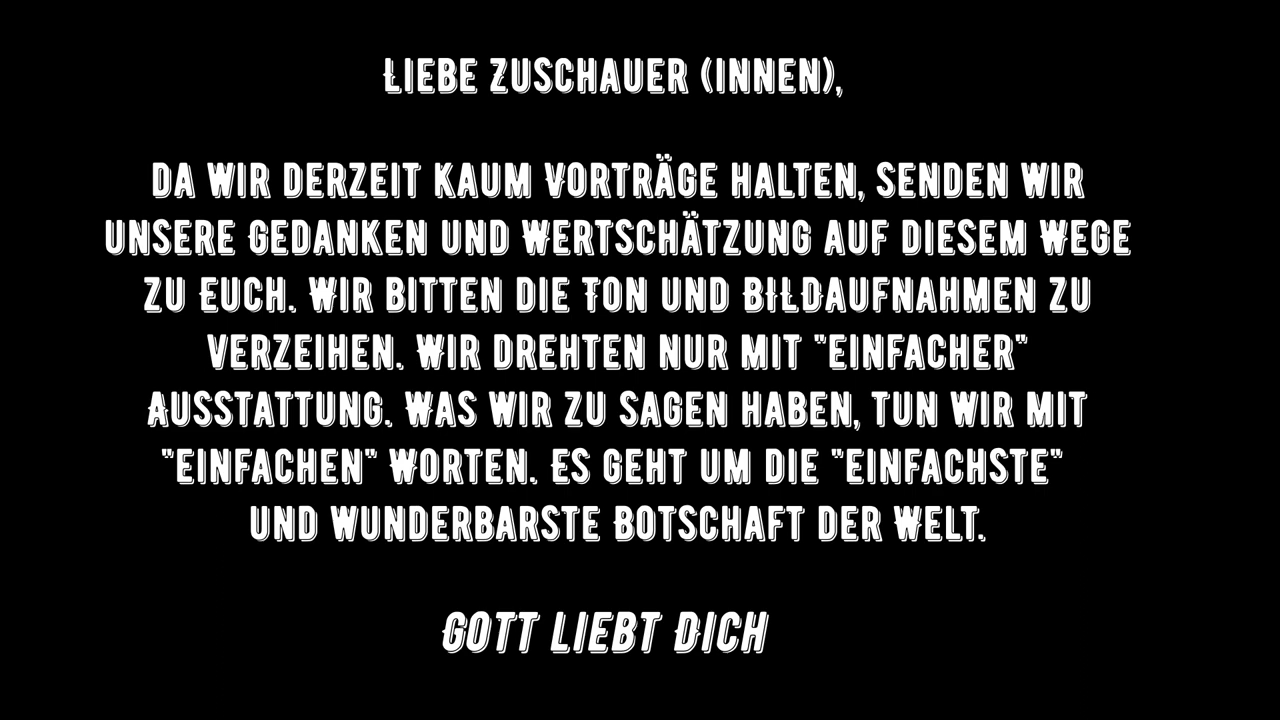 Liebe Zuschauer (innen),
da wir derzeit kaum Vorträge halten, senden wir
unsere Gedanken und Wertschätzung auf diesem Wege
zu Euch. Wir bitten die Ton und Bildaufnahmen zu
verzeihen. Wir drehten nur mit "einfacher"
Ausstattung. Was wir zu sagen haben, tun wir mit
"einfachen" Worten. Es geht um die "einfachste"
und wunderbarste Botschaft der Welt.
Gott liebt Dich